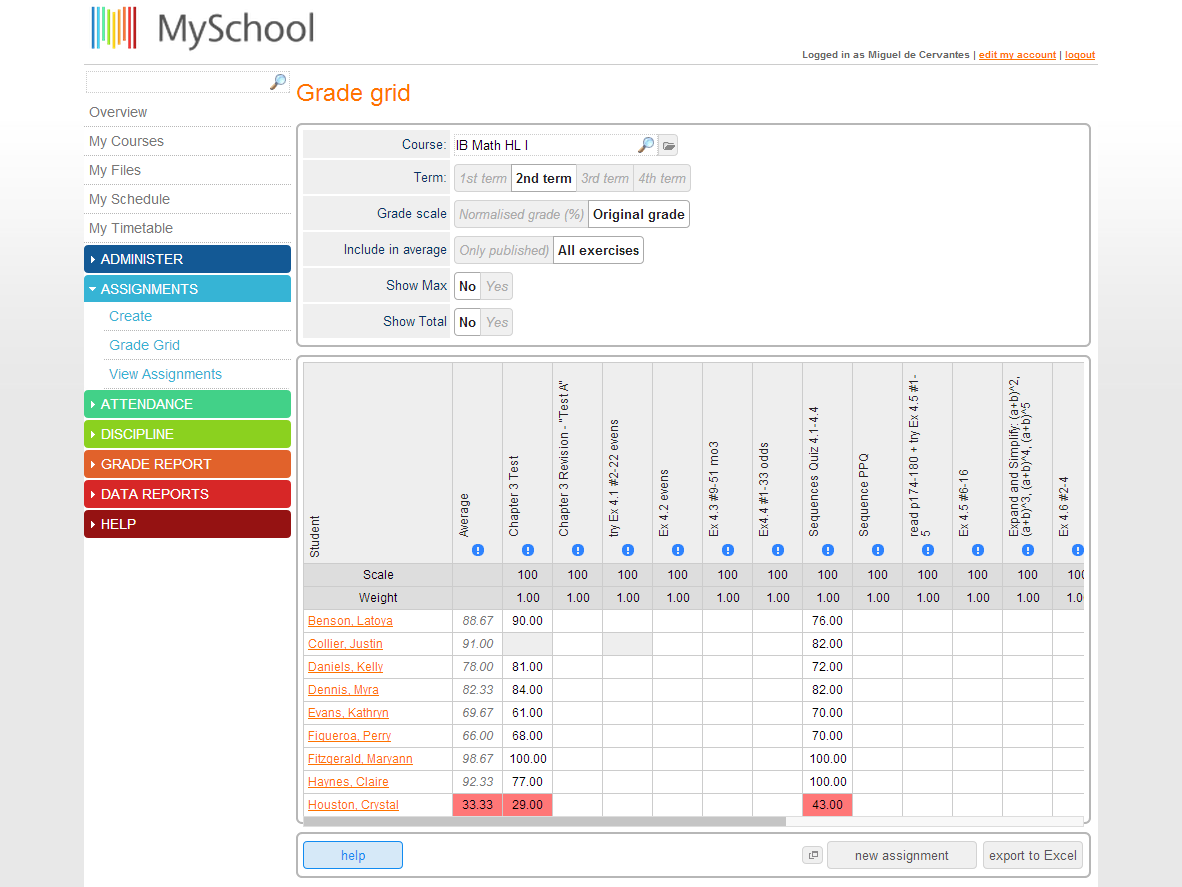 MySchool
Logged in as Miguel de Cervantes | edit my account | logout
Overview
My Courses
My Files
My Schedule
My Timetable
ADMINISTER
ASSIGNMENTS
Create
Grade Grid
View Assignments
ATTENDANCE
DISCIPLINE
GRADE REPORT
DATA REPORTS
HELP
Grade grid
Course: IB Math HL I
Term: 1st term 2nd term 3rd term 4th term
Grade scale Normalised grade (%) Original grade
Include in average Only published) All exercises
Show Max No Yes
Show Total No Yes
Student
Average
Chapter 3 Test
Chapter 3 Revision - "Test A"
try Ex 4.1 #2-22 evens
Ex 4.2 evens
Ex 4.3 #9-51 mo3
Ex4.4 #1-33 odds
Sequences Quiz 4.1-4.4
Sequence PPQ
read p174-180 + try Ex 4.5 #1-
5
Ex 4.5 #6-16
Expand and Simplify: (a+b)^2,
(a+b)^3, (a+b)^4, (a+b)^5
Ex 4.6 #2-4
Scale 100 100 100 100 100 100 100 100 100 100 100 100
Weight 1.00 1.00 1.00 1.00 1.00 1.00 1.00 1.00 1.00 1.00 1.00 1.0
Benson, Latoya 88.67 90.00 76.00
Collier, Justin 91.00 82.00
Daniels, Kelly 78.00 81.00 72.00
Dennis, Myra 82.33 84.00 82.00
Evans, Kathryn 69.67 61.00 70.00
Figueroa, Perry 66.00 68.00 70.00
Fitzgerald, Maryann 98.67 100.00 100.00
Haynes, Claire 92.33 77.00 100.00
Houston, Crystal 33.33 29.00 43.00
help
new assignment
export to Excel